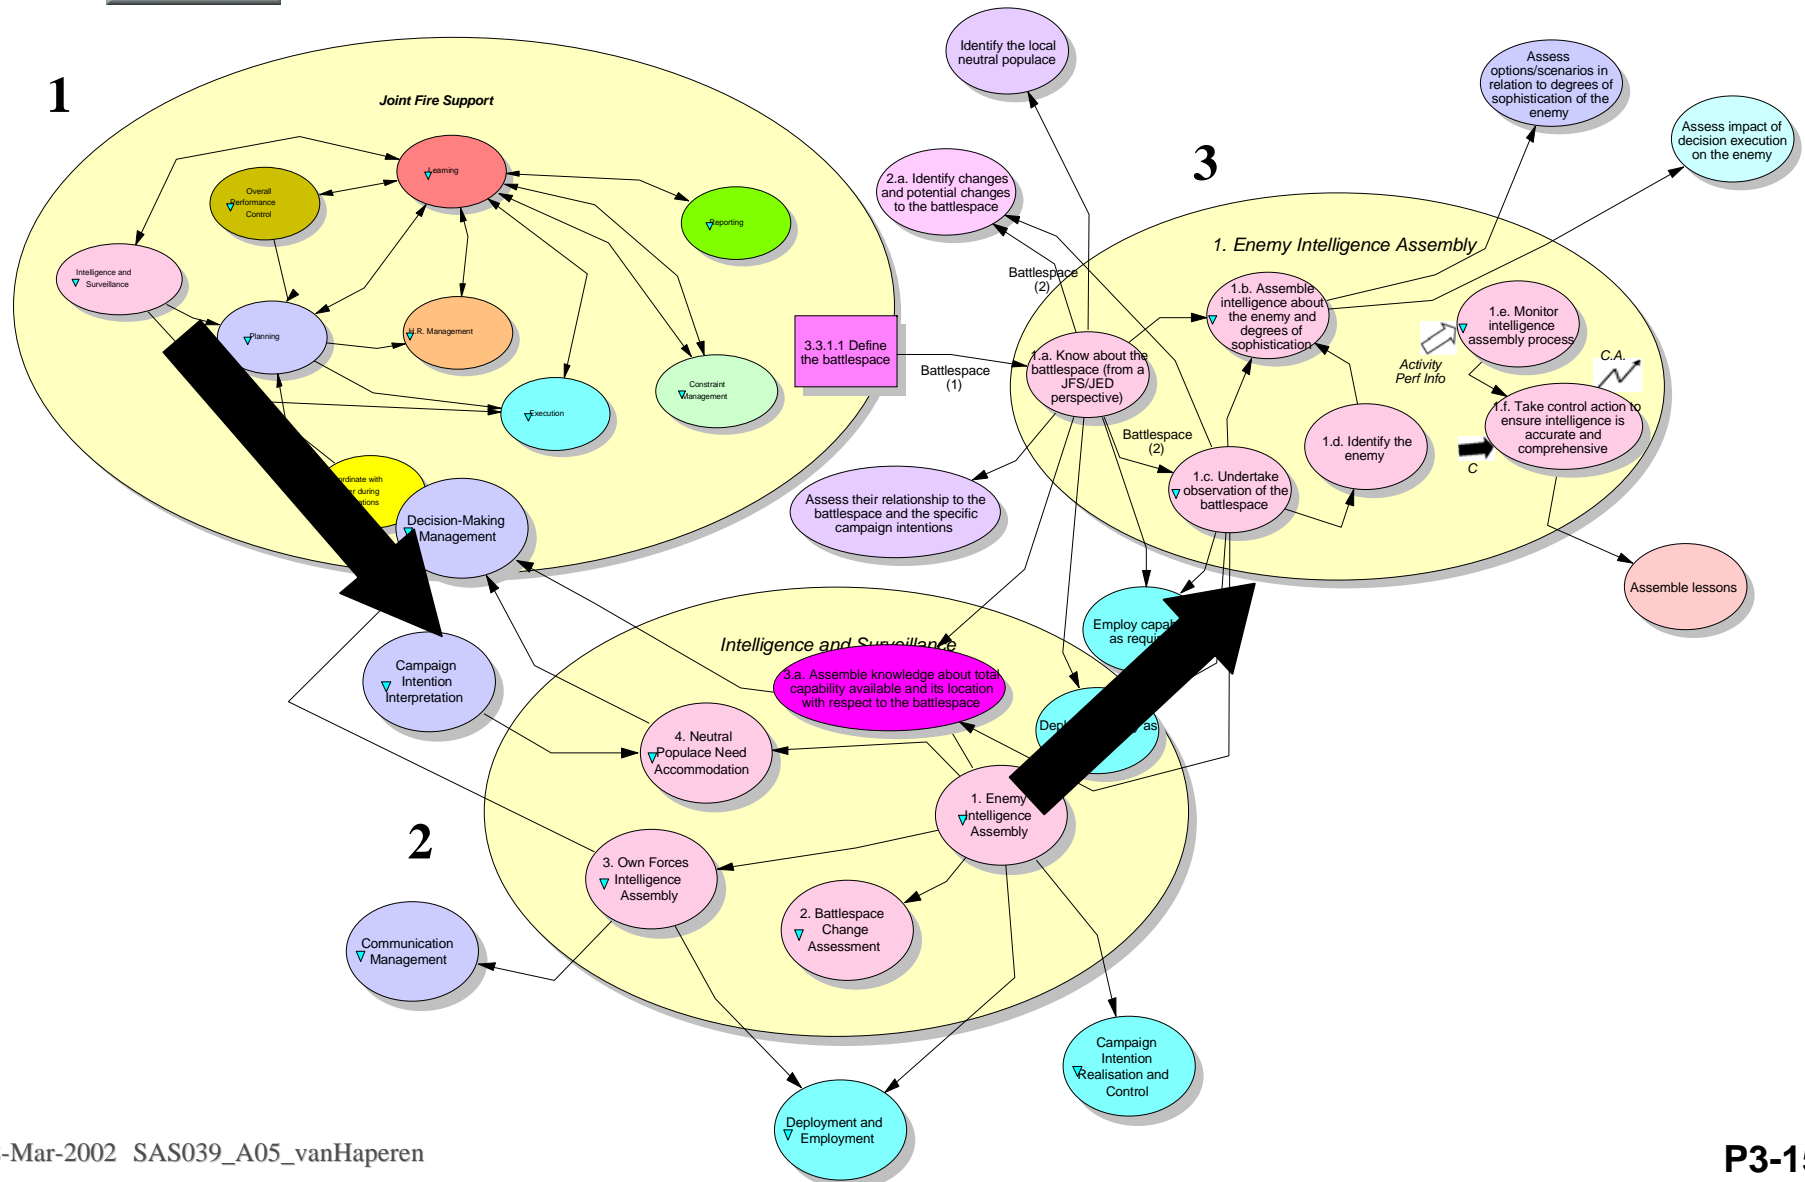 1
Joint Fire Support
Learning
Overall
Performance
Control
Reporting
Intelligence and
Surveillance
Planning
H.R. Management
Constraint
Management
Execution
Decision-Making
Management
Campaign
Intention
Interpretation
2
Intelligence and Surveillance
3.a. Assemble knowledge about total
capability available and its location
with respect to the battlespace
4. Neutral
Populace Need
Accommodation
1. Enemy
Intelligence
Assembly
3. Own Forces
Intelligence
Assembly
2. Battlespace
Change
Assessment
Communication
Management
Deployment and
Employment
Campaign
Intention
Realisation and
Control
3
1. Enemy Intelligence Assembly
Identify the local
neutral populace
2.a. Identify changes
and potential changes
to the battlespace
Assess
options/scenarios in
relation to degrees of
sophistication of the
enemy
Assess impact of
decision execution
on the enemy
Battlespace
(2)
3.3.1.1 Define
the battlespace
Battlespace
(1)
1.a. Know about the
battlespace (from a
JFS/JED
perspective)
1.b. Assemble
intelligence about
the enemy and
degrees of
sophistication
1.e. Monitor
intelligence
assembly process
Activity
Perf Info
C.A.
1.f. Take control action to
ensure intelligence is
accurate and
comprehensive
C
Battlespace
(2)
1.d. Identify the
enemy
1.c. Undertake
observation of the
battlespace
Assess their relationship to the
battlespace and the specific
campaign intentions
Employ
as
as
Assemble lessons
-Mar-2002 SAS039_A05_vanHaperen